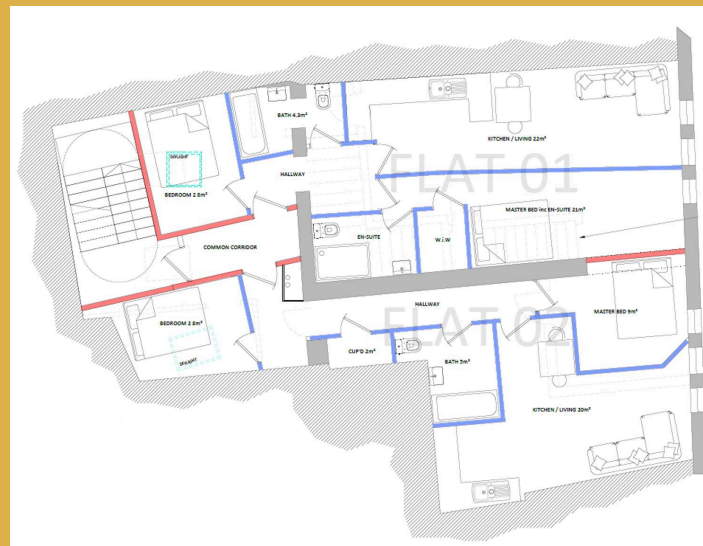 BATH 4.3m²
KITCHEN / LIVING 22m²
SKYLIGHT
FLAT 01
HALLWAY
BEDROOM 2 8m²
MASTER BED inc EN-SUITE 21m²
EN-SUITE
W.i.W
COMMON CORRIDOR
HALLWAY
MASTER BED 9m²
BEDROOM 2 8m²
FLAT 02
CUP'D 2m²
BATH 3m²
SKYLIGHT
KITCHEN / LIVING 20m²